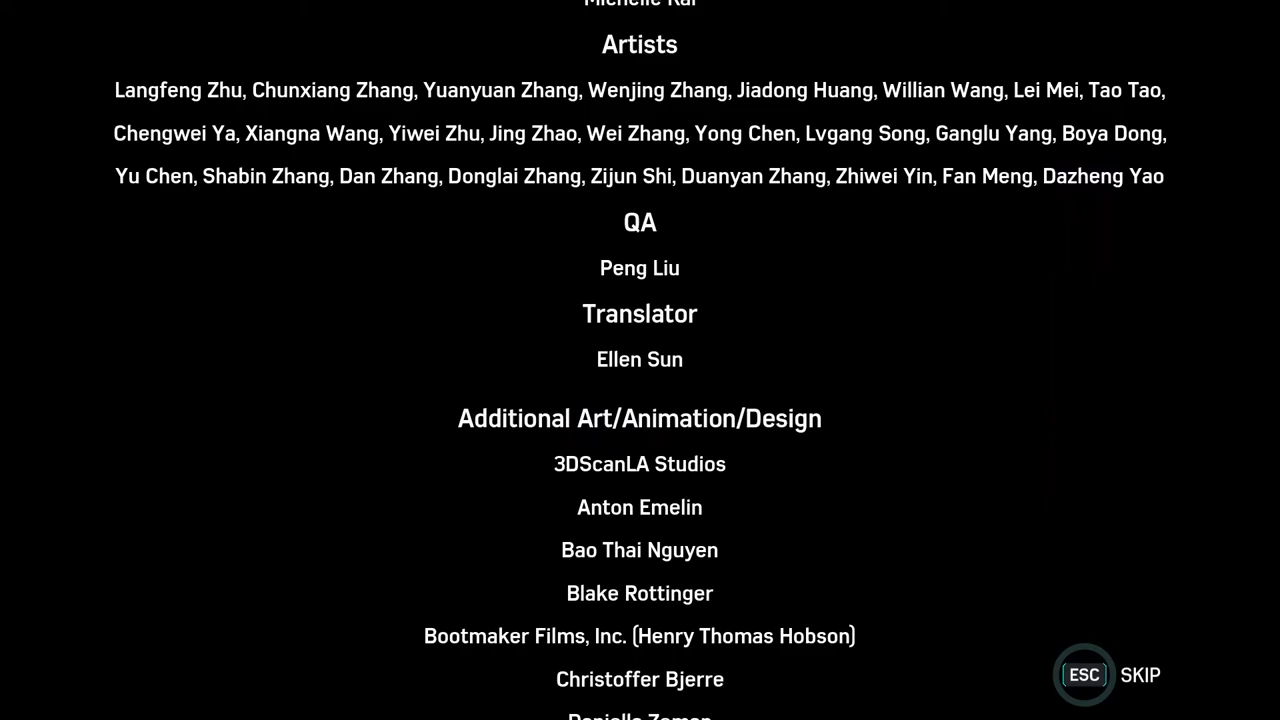 Artists
Langfeng Zhu, Chunxiang Zhang, Yuanyuan Zhang, Wenjing Zhang, Jiadong Huang, Willian Wang, Lei Mei, Tao Tao,
Chengwei Ya, Xiangna Wang, Yiwei Zhu, Jing Zhao, Wei Zhang, Yong Chen, Lvgang Song, Ganglu Yang, Boya Dong,
Yu Chen, Shabin Zhang, Dan Zhang, Donglai Zhang, Zijun Shi, Duanyan Zhang, Zhiwei Yin, Fan Meng, Dazheng Yao
QA
Peng Liu
Translator
Ellen Sun
Additional Art/Animation/Design
3DScanLA Studios
Anton Emelin
Bao Thai Nguyen
Blake Rottinger
Bootmaker Films, Inc. (Henry Thomas Hobson)
Christoffer Bjerre
ESC SKIP